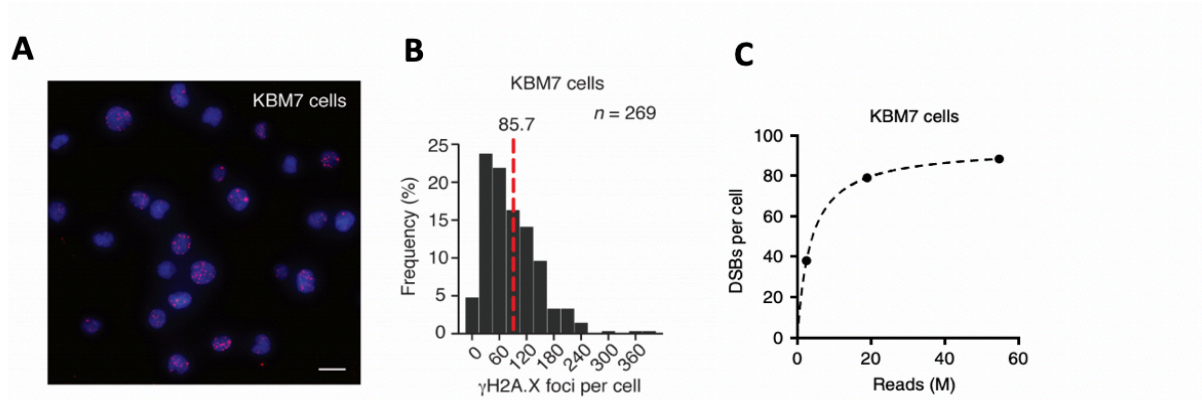 A
KBM7 cells
B
KBM7 cells
n = 269
85.7
25
20
15
10
5
0
Frequency (%)
0 60 120 180 240 300 360
γH2A.X foci per cell
C
KBM7 cells
100
80
60
40
20
0
DSBs per cell
0 20 40 60
Reads (M)